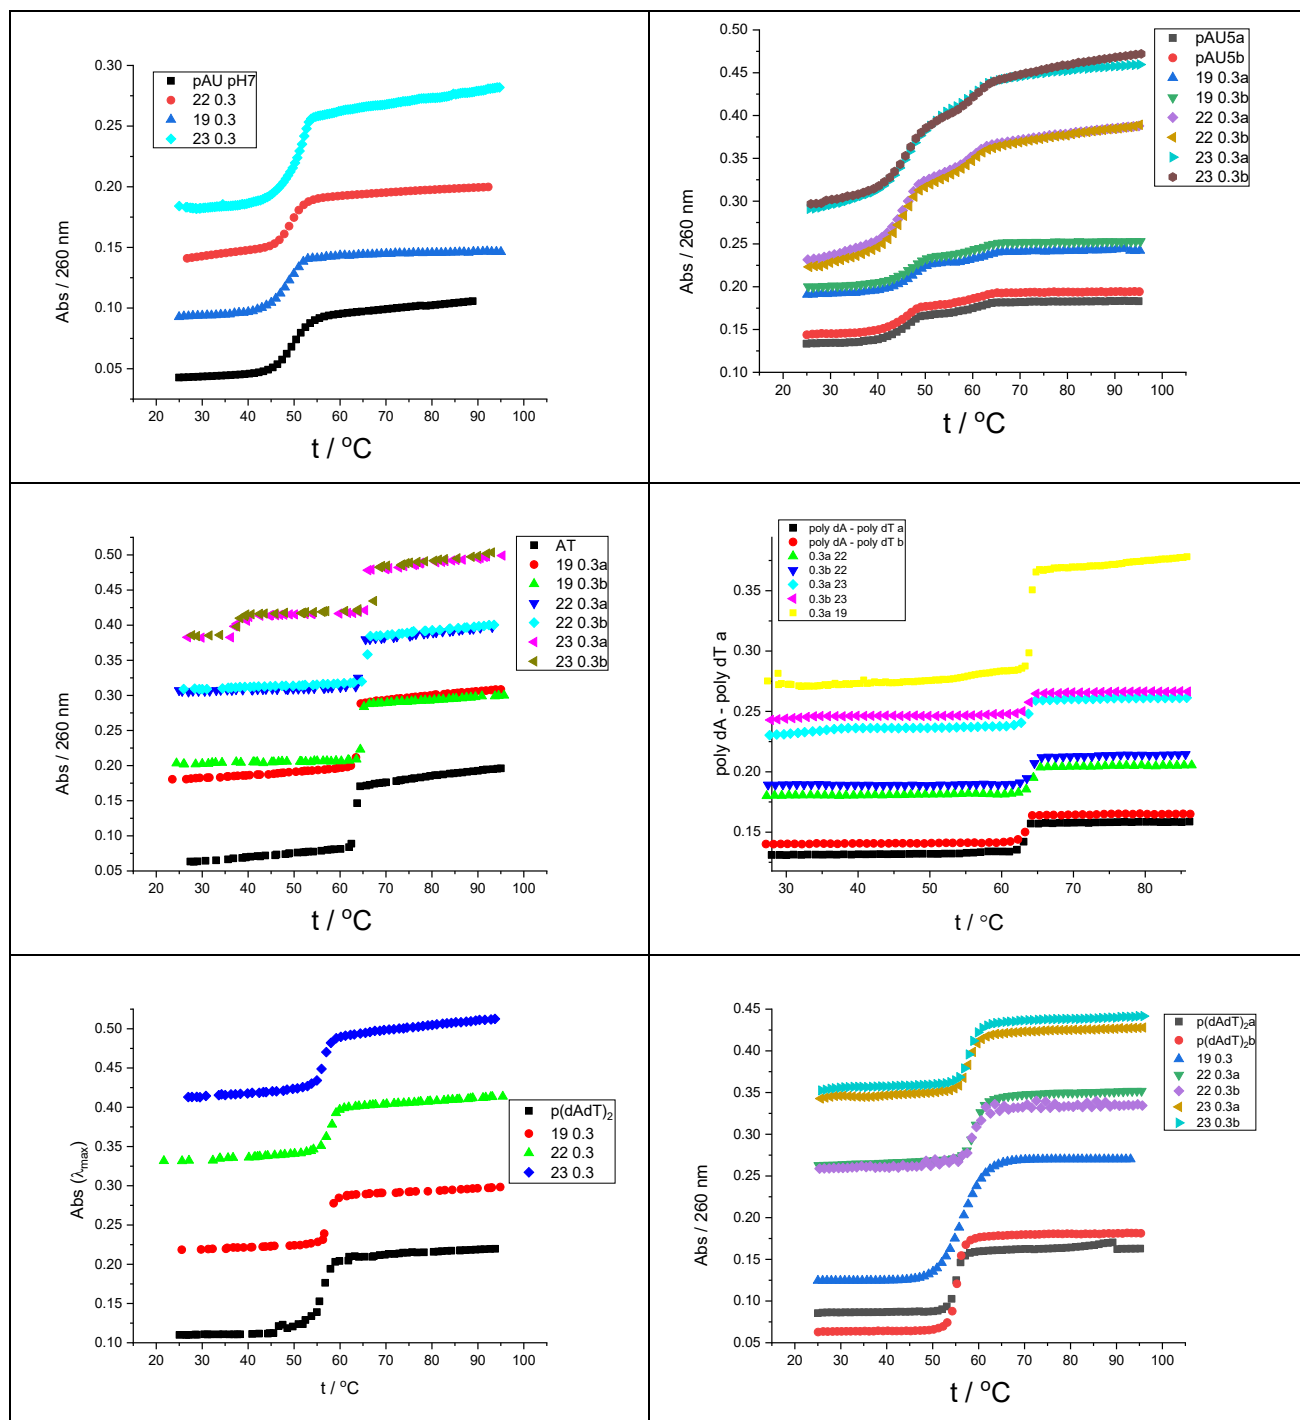 pAU pH7
22 0.3
19 0.3
23 0.3
0.30
0.25
0.20
0.15
0.10
0.05
Abs / 260 nm
20 30 40 50 60 70 80 90 100
t / °C
pAU5a
pAU5b
19 0.3a
19 0.3b
22 0.3a
22 0.3b
23 0.3a
23 0.3b
0.50
0.45
0.40
0.35
0.30
0.25
0.20
0.15
0.10
Abs / 260 nm
20 30 40 50 60 70 80 90 100
t / °C
AT
19 0.3a
19 0.3b
22 0.3a
22 0.3b
23 0.3a
23 0.3b
0.50
0.45
0.40
0.35
0.30
0.25
0.20
0.15
0.10
0.05
Abs / 260 nm
20 30 40 50 60 70 80 90 100
t / °C
poly dA - poly dT a
poly dA - poly dT b
0.3a 22
0.3b 22
0.3a 23
0.3b 23
0.3a 19
0.35
0.30
0.25
0.20
0.15
poly dA - poly dT a
30 40 50 60 70 80
t / °C
p(dAdT)₂
19 0.3
22 0.3
23 0.3
0.50
0.45
0.40
0.35
0.30
0.25
0.20
0.15
0.10
Abs (λmax)
20 30 40 50 60 70 80 90 100
t / °C
p(dAdT)₂a
p(dAdT)₂b
19 0.3
22 0.3a
22 0.3b
23 0.3a
23 0.3b
0.45
0.40
0.35
0.30
0.25
0.20
0.15
0.10
0.05
Abs / 260 nm
20 30 40 50 60 70 80 90 100
t / °C